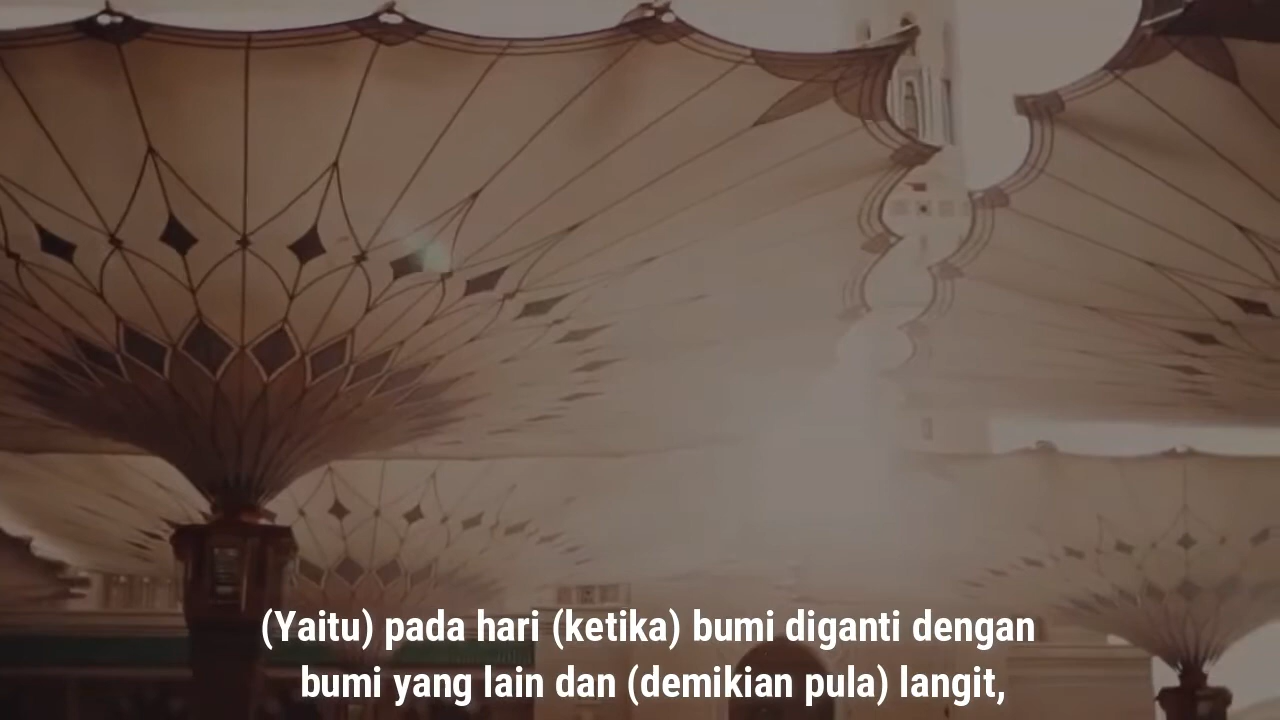 (Yaitu) pada hari (ketika) bumi diganti dengan
bumi yang lain dan (demikian pula) langit,